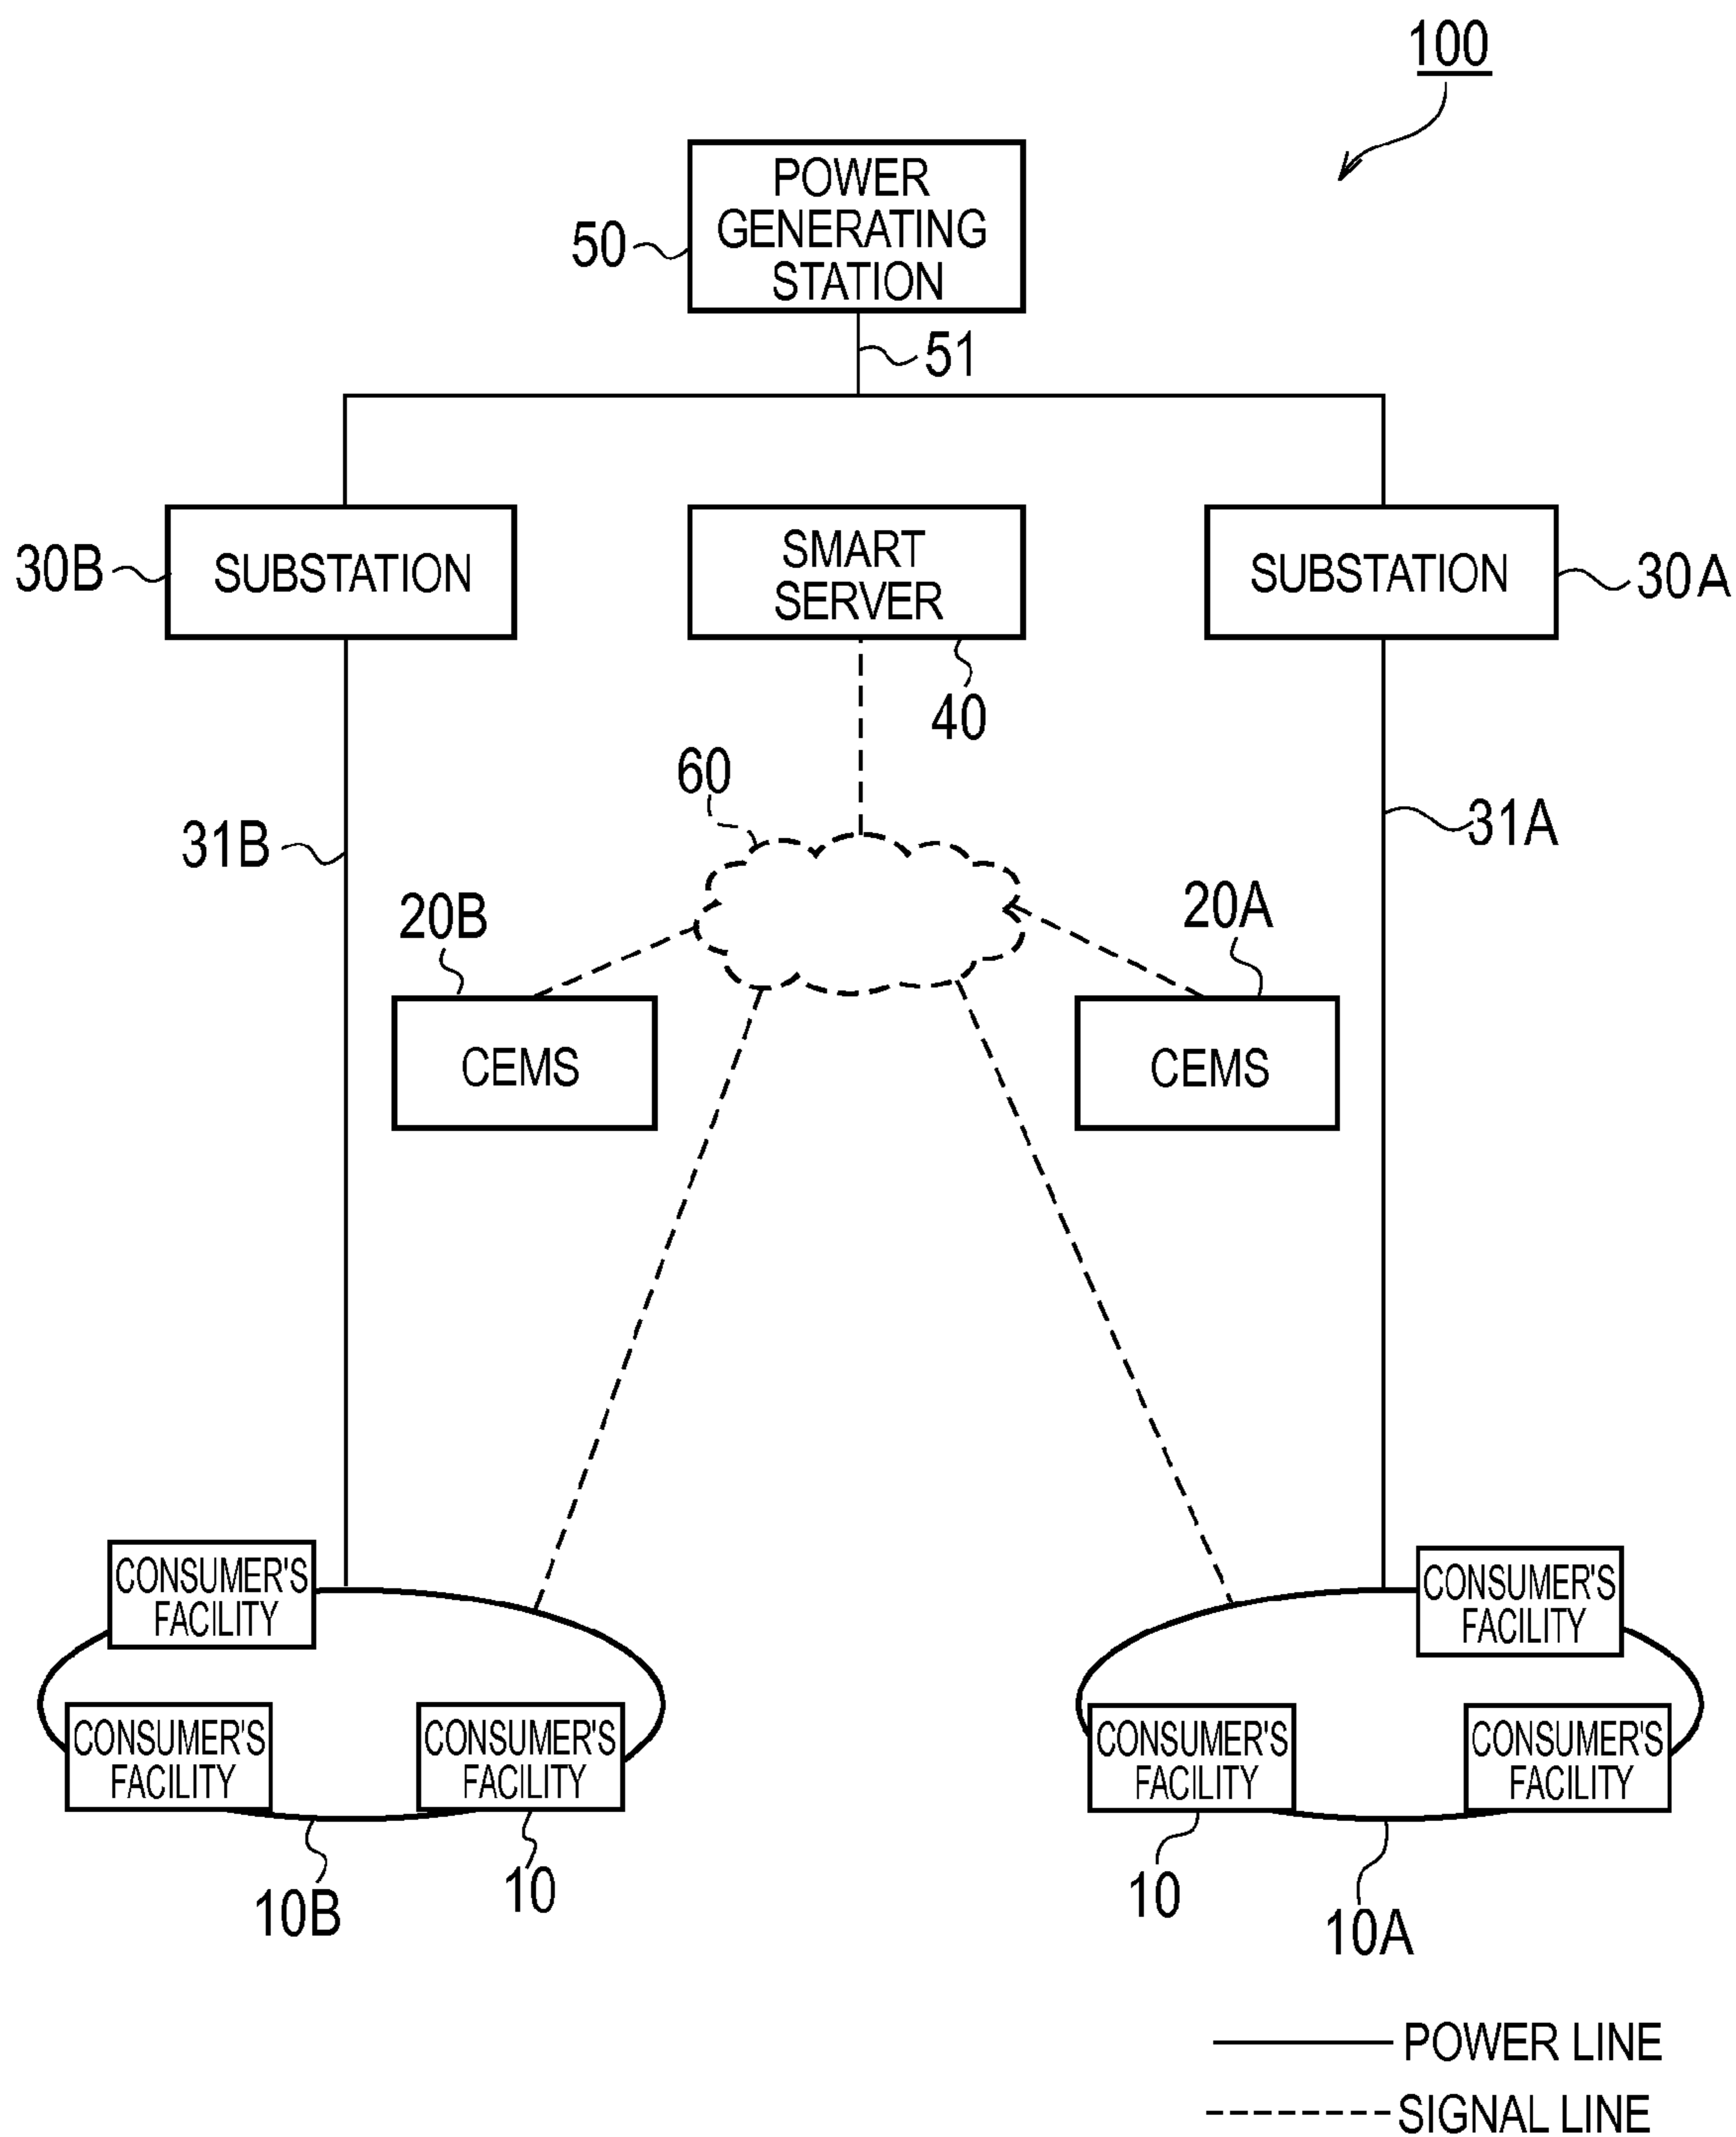 100
POWER
GENERATING
STATION
50
51
30B
SUBSTATION
SMART
SERVER
SUBSTATION
30A
40
60
31B
31A
20B
20A
CEMS
CEMS
CONSUMER'S
FACILITY
CONSUMER'S
FACILITY
CONSUMER'S
FACILITY
CONSUMER'S
FACILITY
CONSUMER'S
FACILITY
CONSUMER'S
FACILITY
10B
10
10
10A
POWER LINE
SIGNAL LINE